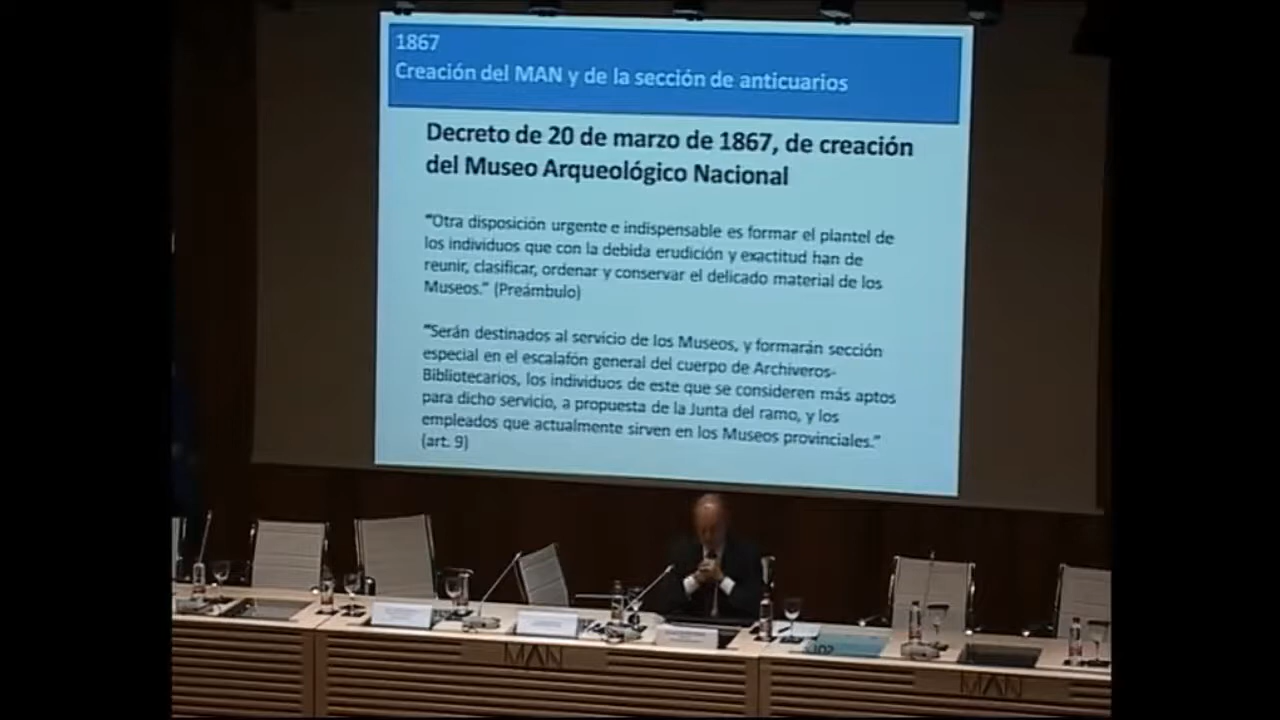 1867
Creación del MAN y de la sección de anticuarios
Decreto de 20 de marzo de 1867, de creación
del Museo Arqueológico Nacional
"Otra disposición urgente e indispensable es formar el plantel de
los individuos que con la debida erudición y exactitud han de
reunir, clasificar, ordenar y conservar el delicado material de los
Museos." (Preámbulo)
"Serán destinados al servicio de los Museos, y formarán sección
especial en el escalafón general del cuerpo de Archiveros-
Bibliotecarios, los individuos de este que se consideren más aptos
para dicho servicio, a propuesta de la Junta del ramo, y los
empleados que actualmente sirven en los Museos provinciales."
(art. 9)
MAN
MAN